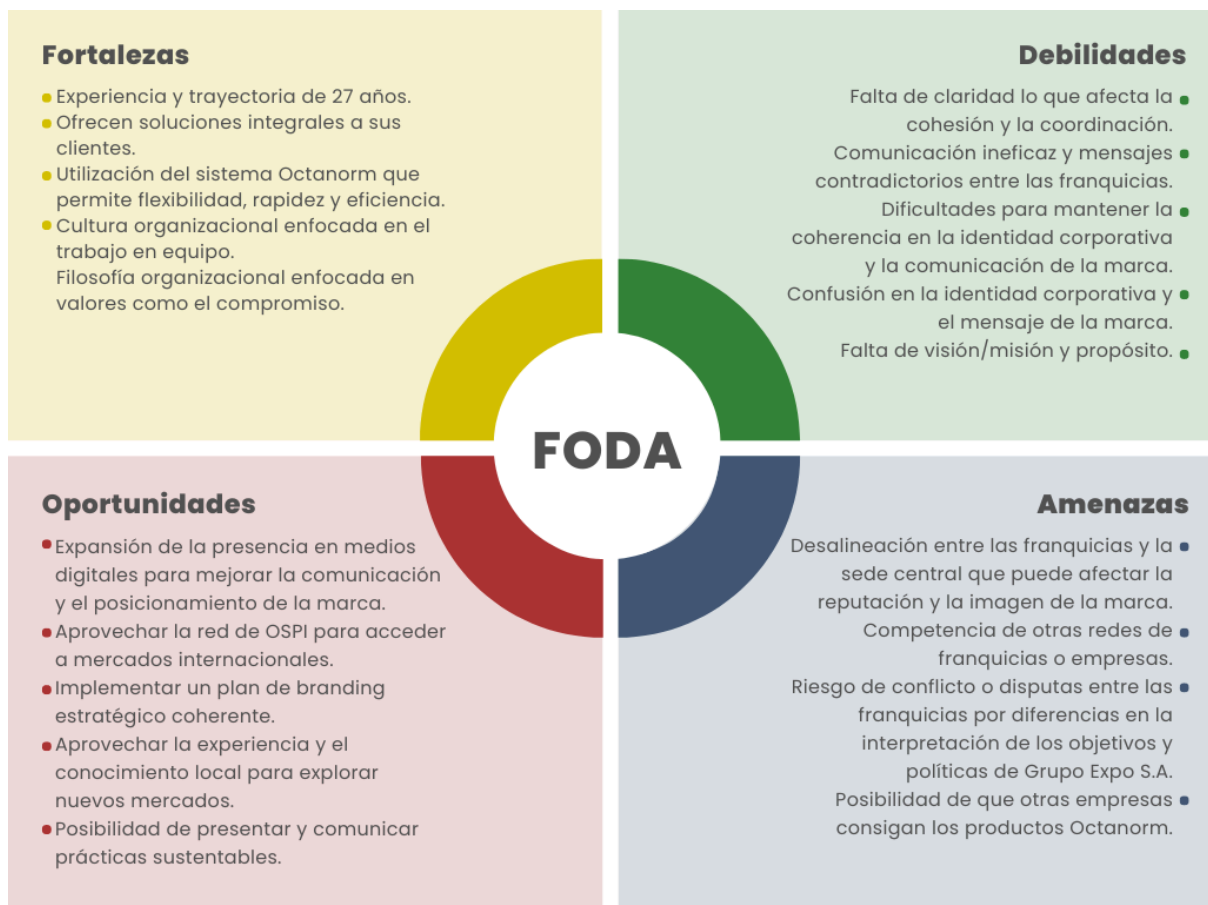 Fortalezas
Experiencia y trayectoria de 27 años.
Ofrecen soluciones integrales a sus
clientes.
Utilización del sistema Octanorm que
permite flexibilidad, rapidez y eficiencia.
Cultura organizacional enfocada en el
trabajo en equipo.
Filosofía organizacional enfocada en
valores como el compromiso.
Debilidades
Falta de claridad lo que afecta la
cohesión y la coordinación.
Comunicación ineficaz y mensajes
contradictorios entre las franquicias.
Dificultades para mantener la
coherencia en la identidad corporativa
y la comunicación de la marca.
Confusión en la identidad corporativa y
el mensaje de la marca.
Falta de visión/misión y propósito.
FODA
Oportunidades
Expansión de la presencia en medios
digitales para mejorar la comunicación
y el posicionamiento de la marca.
Aprovechar la red de OSPI para acceder
a mercados internacionales.
Implementar un plan de branding
estratégico coherente.
Aprovechar la experiencia y el
conocimiento local para explorar
nuevos mercados.
Posibilidad de presentar y comunicar
prácticas sustentables.
Amenazas
Desalineación entre las franquicias y la
sede central que puede afectar la
reputación y la imagen de la marca.
Competencia de otras redes de
franquicias o empresas.
Riesgo de conflicto o disputas entre las
franquicias por diferencias en la
interpretación de los objetivos y
políticas de Grupo Expo S.A.
Posibilidad de que otras empresas
consigan los productos Octanorm.